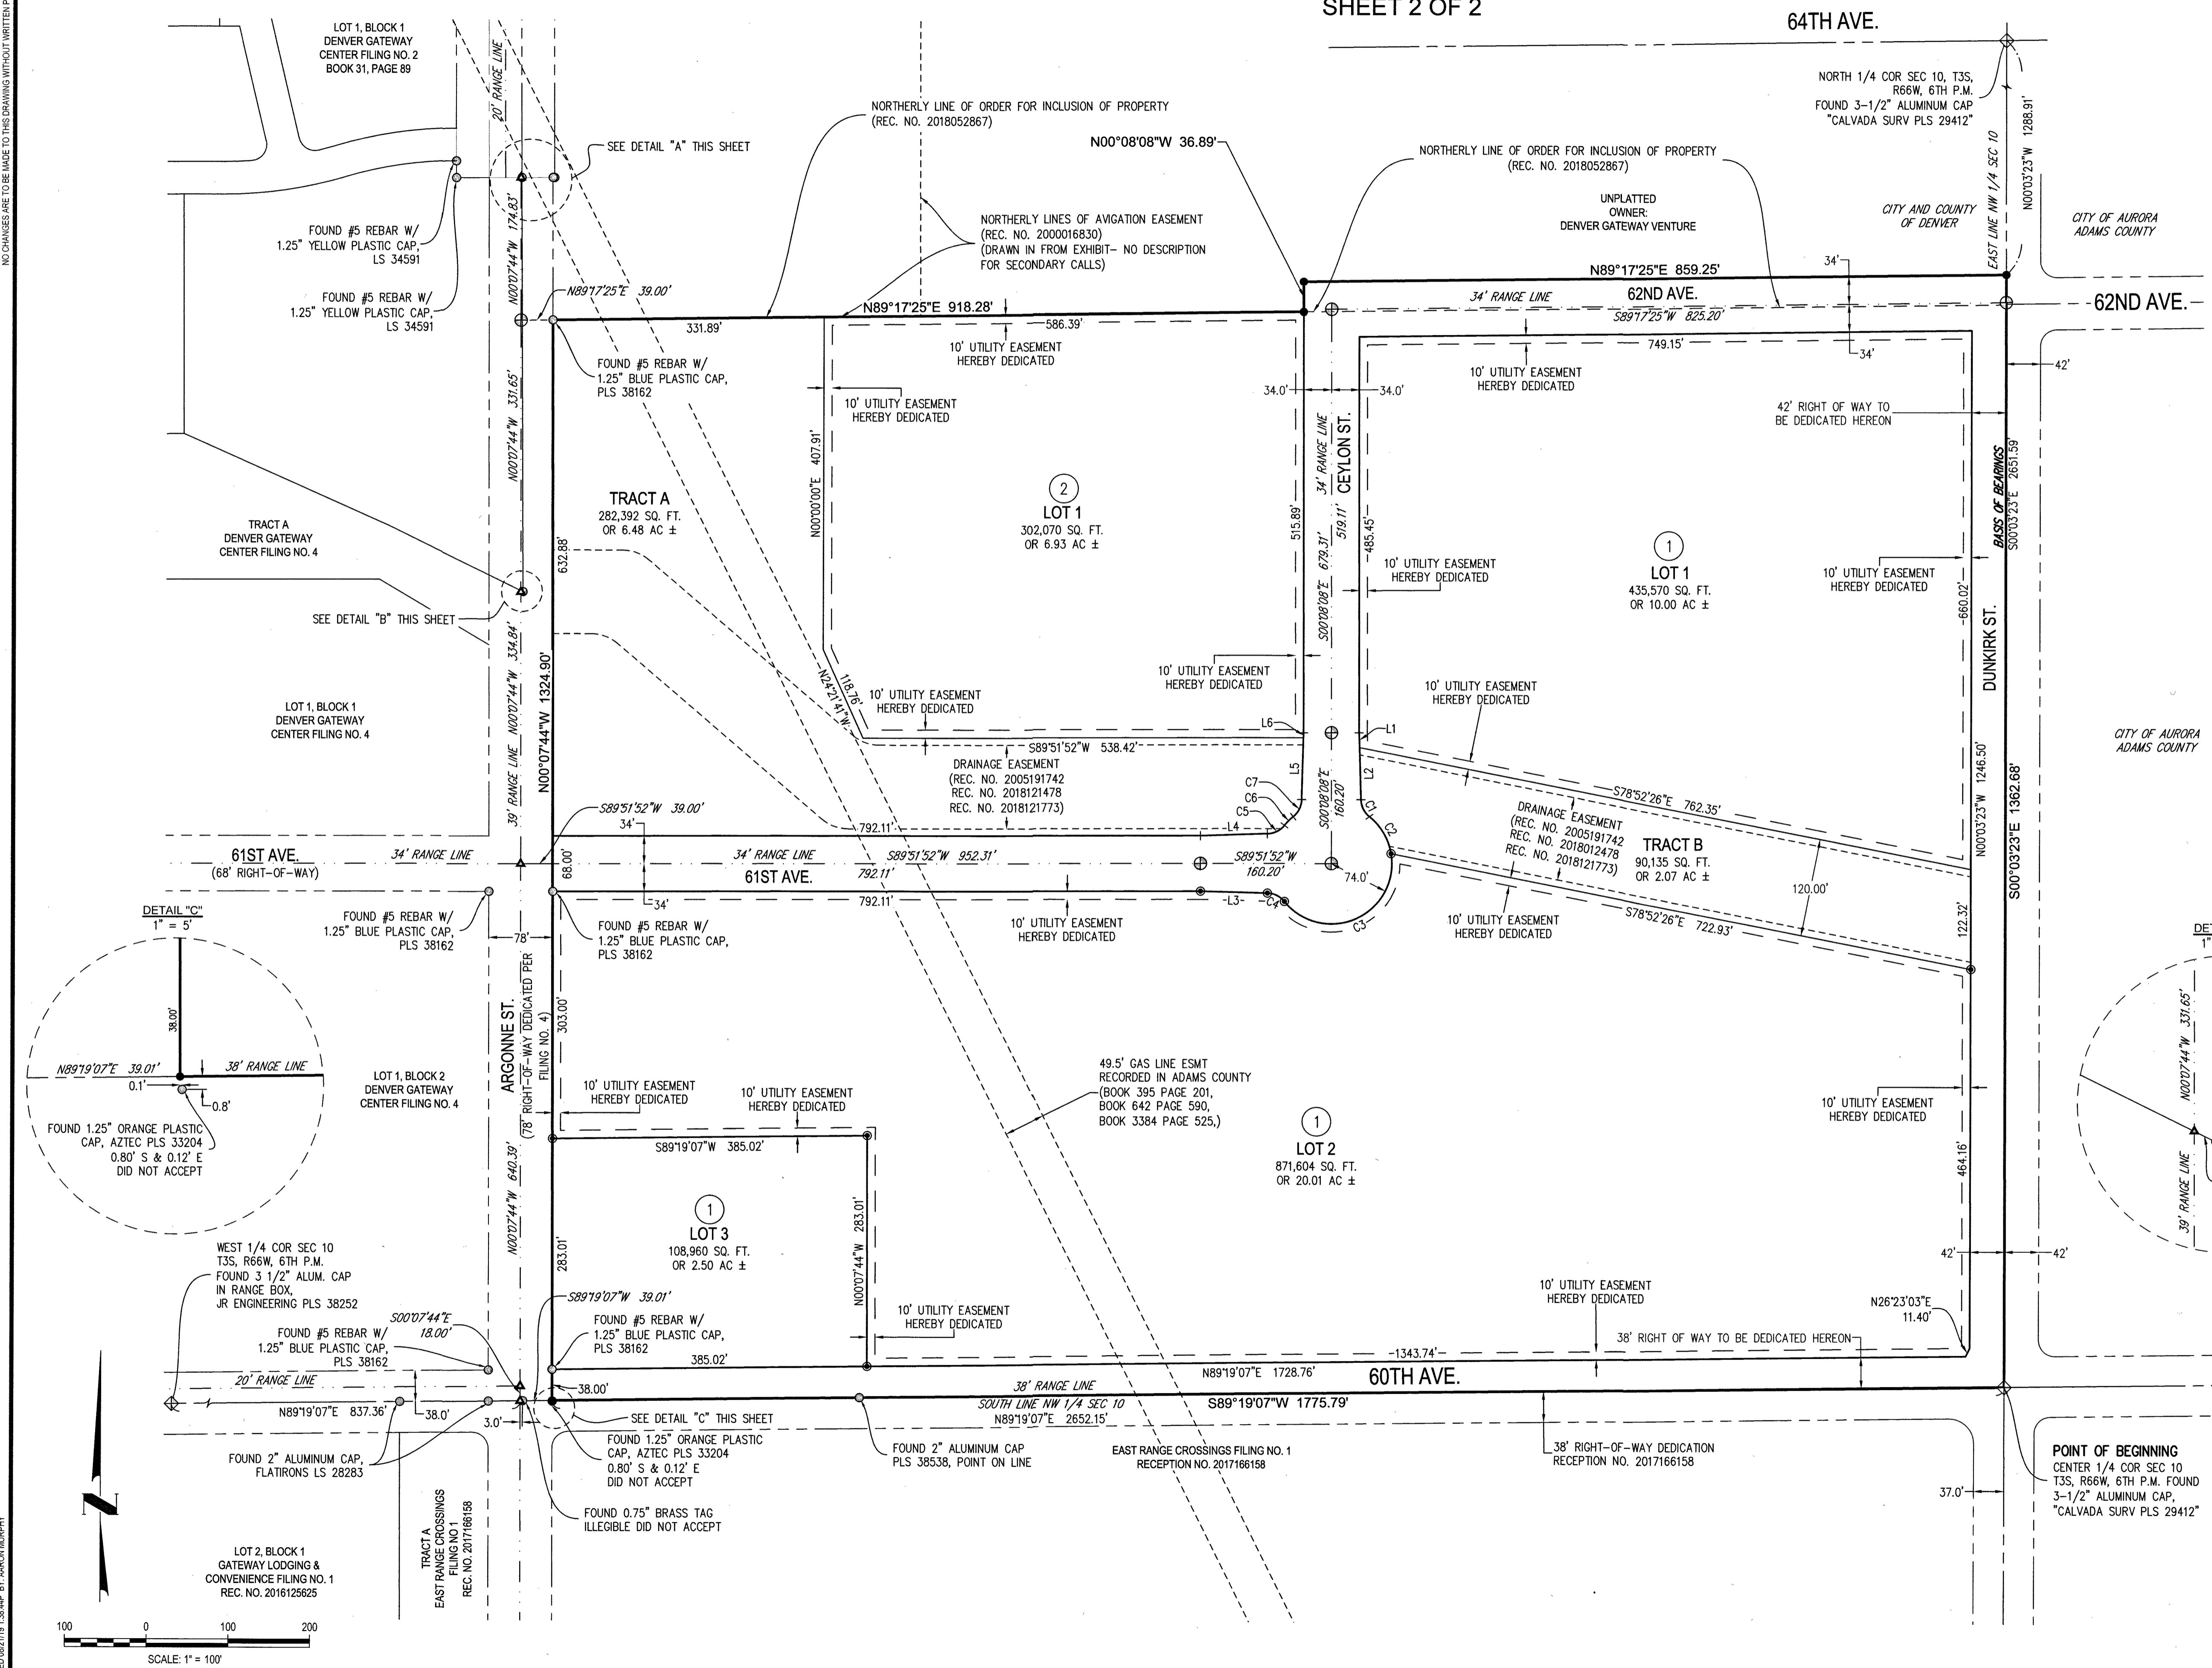 SHEET 2 OF 2
64TH AVE.
NO CHANGES ARE TO BE MADE TO THIS DRAWING WITHOUT WRITTEN P
LOT 1, BLOCK 1
DENVER GATEWAY
CENTER FILING NO. 2
BOOK 31, PAGE 89
20' RANGE LINE
SEE DETAIL "A" THIS SHEET
NORTHERLY LINE OF ORDER FOR INCLUSION OF PROPERTY
(REC. NO. 2018052867)
N00°08'08"W 36.89'
NORTHERLY LINE OF ORDER FOR INCLUSION OF PROPERTY
(REC. NO. 2018052867)
NORTH 1/4 COR SEC 10, T3S,
R66W, 6TH P.M.
FOUND 3-1/2" ALUMINUM CAP
"CALVADA SURV PLS 29412"
N00°03'23"W 1288.91'
EAST LINE NW 1/4 SEC 10
UNPLATTED
OWNER:
DENVER GATEWAY VENTURE
CITY AND COUNTY
OF DENVER
CITY OF AURORA
ADAMS COUNTY
FOUND #5 REBAR W/
1.25" YELLOW PLASTIC CAP,
LS 34591
FOUND #5 REBAR W/
1.25" YELLOW PLASTIC CAP,
LS 34591
N00°07'44"W 174.83'
NORTHERLY LINES OF AVIGATION EASEMENT
(REC. NO. 2000016830)
(DRAWN IN FROM EXHIBIT- NO DESCRIPTION
FOR SECONDARY CALLS)
N89°17'25"E 39.00'
N89°17'25"E 918.28'
331.89'
586.39'
N89°17'25"E 859.25'
34'
34' RANGE LINE
62ND AVE.
S89°17'25"W 825.20'
749.15'
34'
62ND AVE.
42'
FOUND #5 REBAR W/
1.25" BLUE PLASTIC CAP,
PLS 38162
10' UTILITY EASEMENT
HEREBY DEDICATED
10' UTILITY EASEMENT
HEREBY DEDICATED
10' UTILITY EASEMENT
HEREBY DEDICATED
34.0'
34.0'
42' RIGHT OF WAY TO
BE DEDICATED HEREON
N00°07'44"W 331.65'
N00°00'00"E 407.91'
34' RANGE LINE
CEYLON ST.
515.89'
S00°08'08"E 679.31'
519.11'
485.45'
BASIS OF BEARINGS
S00°03'23"E 2651.59'
TRACT A
282,392 SQ. FT.
OR 6.48 AC ±
632.88'
2
LOT 1
302,070 SQ. FT.
OR 6.93 AC ±
1
LOT 1
435,570 SQ. FT.
OR 10.00 AC ±
10' UTILITY EASEMENT
HEREBY DEDICATED
10' UTILITY EASEMENT
HEREBY DEDICATED
660.02'
TRACT A
DENVER GATEWAY
CENTER FILING NO. 4
SEE DETAIL "B" THIS SHEET
39' RANGE LINE N00°07'44"W 334.84'
N00°07'44"W 1324.90'
LOT 1, BLOCK 1
DENVER GATEWAY
CENTER FILING NO. 4
118.76'
N24°21'41"W
10' UTILITY EASEMENT
HEREBY DEDICATED
10' UTILITY EASEMENT
HEREBY DEDICATED
10' UTILITY EASEMENT
HEREBY DEDICATED
DUNKIRK ST.
CITY OF AURORA
ADAMS COUNTY
L6
L1
S89°51'52"W 538.42'
L5
L2
S00°08'08"E
160.20'
DRAINAGE EASEMENT
(REC. NO. 2005191742
REC. NO. 2018121478
REC. NO. 2018121773)
C7
C6
C5
C1
C2
L4
S78°52'26"E 762.35'
N00°03'23"W 1246.50'
S00°03'23"E 1362.68'
DRAINAGE EASEMENT
(REC. NO. 2005191742
REC. NO. 2018012478
REC. NO. 2018121773)
TRACT B
90,135 SQ. FT.
OR 2.07 AC ±
120.00'
S89°51'52"W 39.00'
34'
792.11'
61ST AVE.
(68' RIGHT-OF-WAY)
34' RANGE LINE
34' RANGE LINE
S89°51'52"W 952.31'
61ST AVE.
792.11'
S89°51'52"W
160.20'
74.0'
68.00'
34'
792.11'
L3
C4
C3
10' UTILITY EASEMENT
HEREBY DEDICATED
10' UTILITY EASEMENT
HEREBY DEDICATED
S78°52'26"E 722.93'
122.32'
DETAIL "C"
1" = 5'
FOUND #5 REBAR W/
1.25" BLUE PLASTIC CAP,
PLS 38162
78'
FOUND #5 REBAR W/
1.25" BLUE PLASTIC CAP,
PLS 38162
38.00'
N89°19'07"E 39.01'
38' RANGE LINE
0.1'
0.8'
FOUND 1.25" ORANGE PLASTIC
CAP, AZTEC PLS 33204
0.80' S & 0.12' E
DID NOT ACCEPT
LOT 1, BLOCK 2
DENVER GATEWAY
CENTER FILING NO. 4
ARGONNE ST.
(78' RIGHT-OF-WAY DEDICATED PER
FILING NO. 4)
303.00'
10' UTILITY EASEMENT
HEREBY DEDICATED
10' UTILITY EASEMENT
HEREBY DEDICATED
49.5' GAS LINE ESMT
RECORDED IN ADAMS COUNTY
(BOOK 395 PAGE 201,
BOOK 642 PAGE 590,
BOOK 3384 PAGE 525,)
1
LOT 2
871,604 SQ. FT.
OR 20.01 AC ±
10' UTILITY EASEMENT
HEREBY DEDICATED
464.16'
N00°07'44"W 331.65'
39' RANGE LINE
S89°19'07"W 385.02'
N00°07'44"W 640.39'
283.01'
1
LOT 3
108,960 SQ. FT.
OR 2.50 AC ±
N00°07'44"W 283.01'
42'
42'
WEST 1/4 COR SEC 10
T3S, R66W, 6TH P.M.
FOUND 3 1/2" ALUM. CAP
IN RANGE BOX,
JR ENGINEERING PLS 38252
S89°19'07"W 39.01'
S00°07'44"E
18.00'
FOUND #5 REBAR W/
1.25" BLUE PLASTIC CAP,
PLS 38162
FOUND #5 REBAR W/
1.25" BLUE PLASTIC CAP,
PLS 38162
10' UTILITY EASEMENT
HEREBY DEDICATED
10' UTILITY EASEMENT
HEREBY DEDICATED
N26°23'03"E
11.40'
38' RIGHT OF WAY TO BE DEDICATED HEREON
385.02'
1343.74'
N89°19'07"E 1728.76'
60TH AVE.
20' RANGE LINE
N89°19'07"E 837.36'
38.0'
3.0'
38.00'
38' RANGE LINE
SOUTH LINE NW 1/4 SEC 10
N89°19'07"E 2652.15'
S89°19'07"W 1775.79'
SEE DETAIL "C" THIS SHEET
FOUND 2" ALUMINUM CAP,
FLATIRONS LS 28283
FOUND 1.25" ORANGE PLASTIC
CAP, AZTEC PLS 33204
0.80' S & 0.12' E
DID NOT ACCEPT
FOUND 2" ALUMINUM CAP
PLS 38538, POINT ON LINE
EAST RANGE CROSSINGS FILING NO. 1
RECEPTION NO. 2017166158
38' RIGHT-OF-WAY DEDICATION
RECEPTION NO. 2017166158
37.0'
POINT OF BEGINNING
CENTER 1/4 COR SEC 10
T3S, R66W, 6TH P.M. FOUND
3-1/2" ALUMINUM CAP,
"CALVADA SURV PLS 29412"
FOUND 0.75" BRASS TAG
ILLEGIBLE DID NOT ACCEPT
N
LOT 2, BLOCK 1
GATEWAY LODGING &
CONVENIENCE FILING NO. 1
REC. NO. 2016125625
TRACT A
EAST RANGE CROSSINGS
FILING NO 1
REC. NO. 2017166158
100 0 100 200
SCALE: 1" = 100'